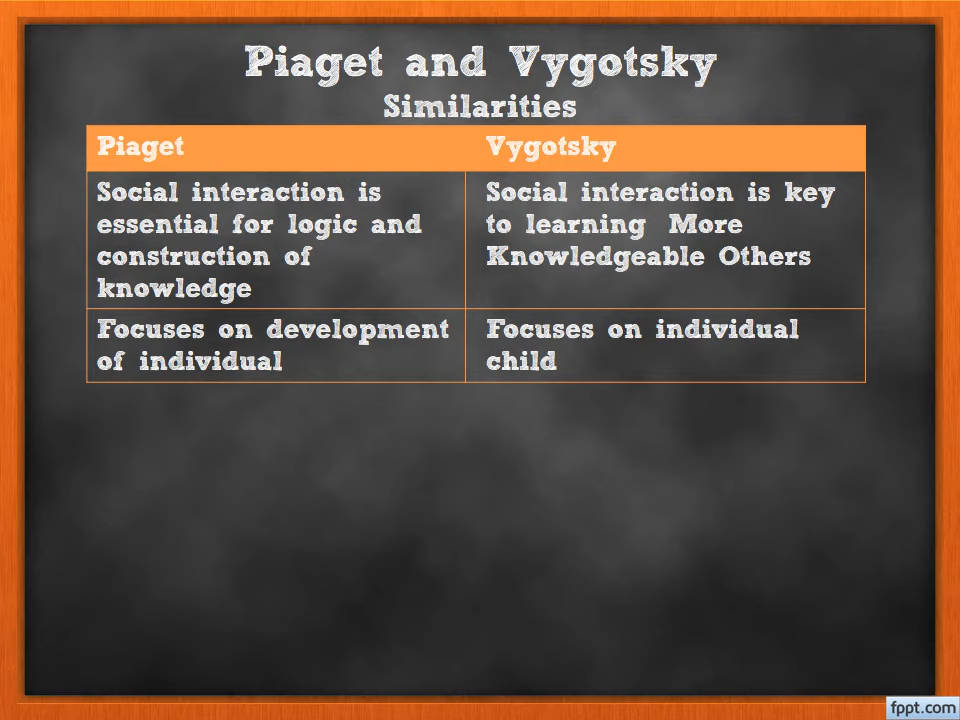 Piaget and Vygotsky
Similarities
Piaget
Vygotsky
Social interaction is
essential for logic and
construction of
knowledge
Social interaction is key
to learning More
Knowledgeable Others
Focuses on development
of individual
Focuses on individual
child
fppt.com